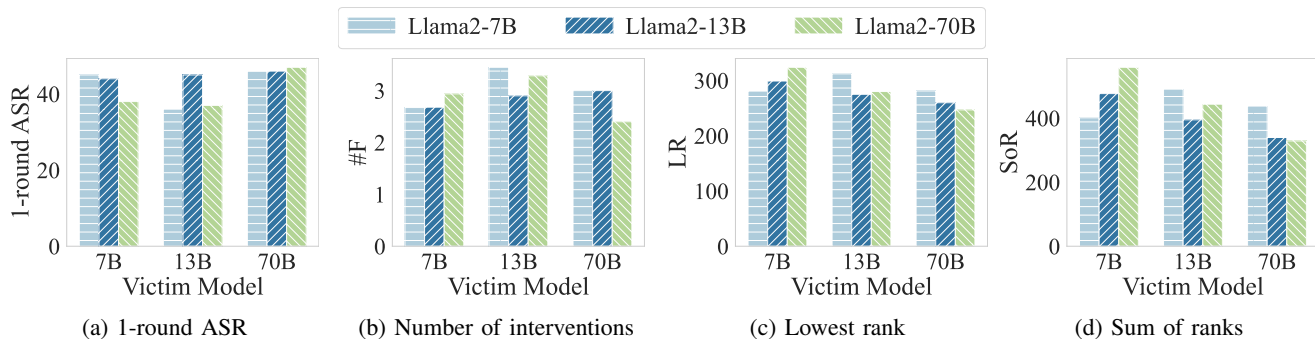 Llama2-7B Llama2-13B Llama2-70B
1-round ASR
40
20
0
7B 13B 70B
Victim Model
(a) 1-round ASR
#F
3
2
1
0
7B 13B 70B
Victim Model
(b) Number of interventions
LR
300
200
100
0
7B 13B 70B
Victim Model
(c) Lowest rank
SoR
400
200
0
7B 13B 70B
Victim Model
(d) Sum of ranks